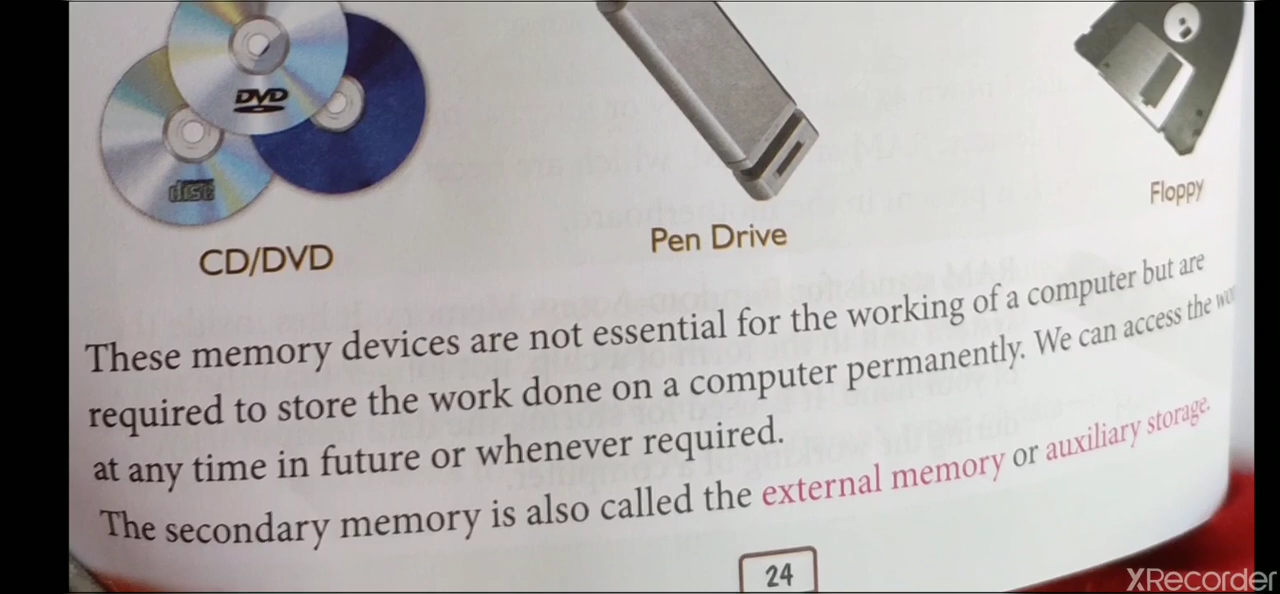 DVD
disc
CD/DVD
Pen Drive
Floppy
These memory devices are not essential for the working of a computer but are
required to store the work done on a computer permanently. We can access the
at any time in future or whenever required.
The secondary memory is also called the external memory or auxiliary storage.
24
XRecorder